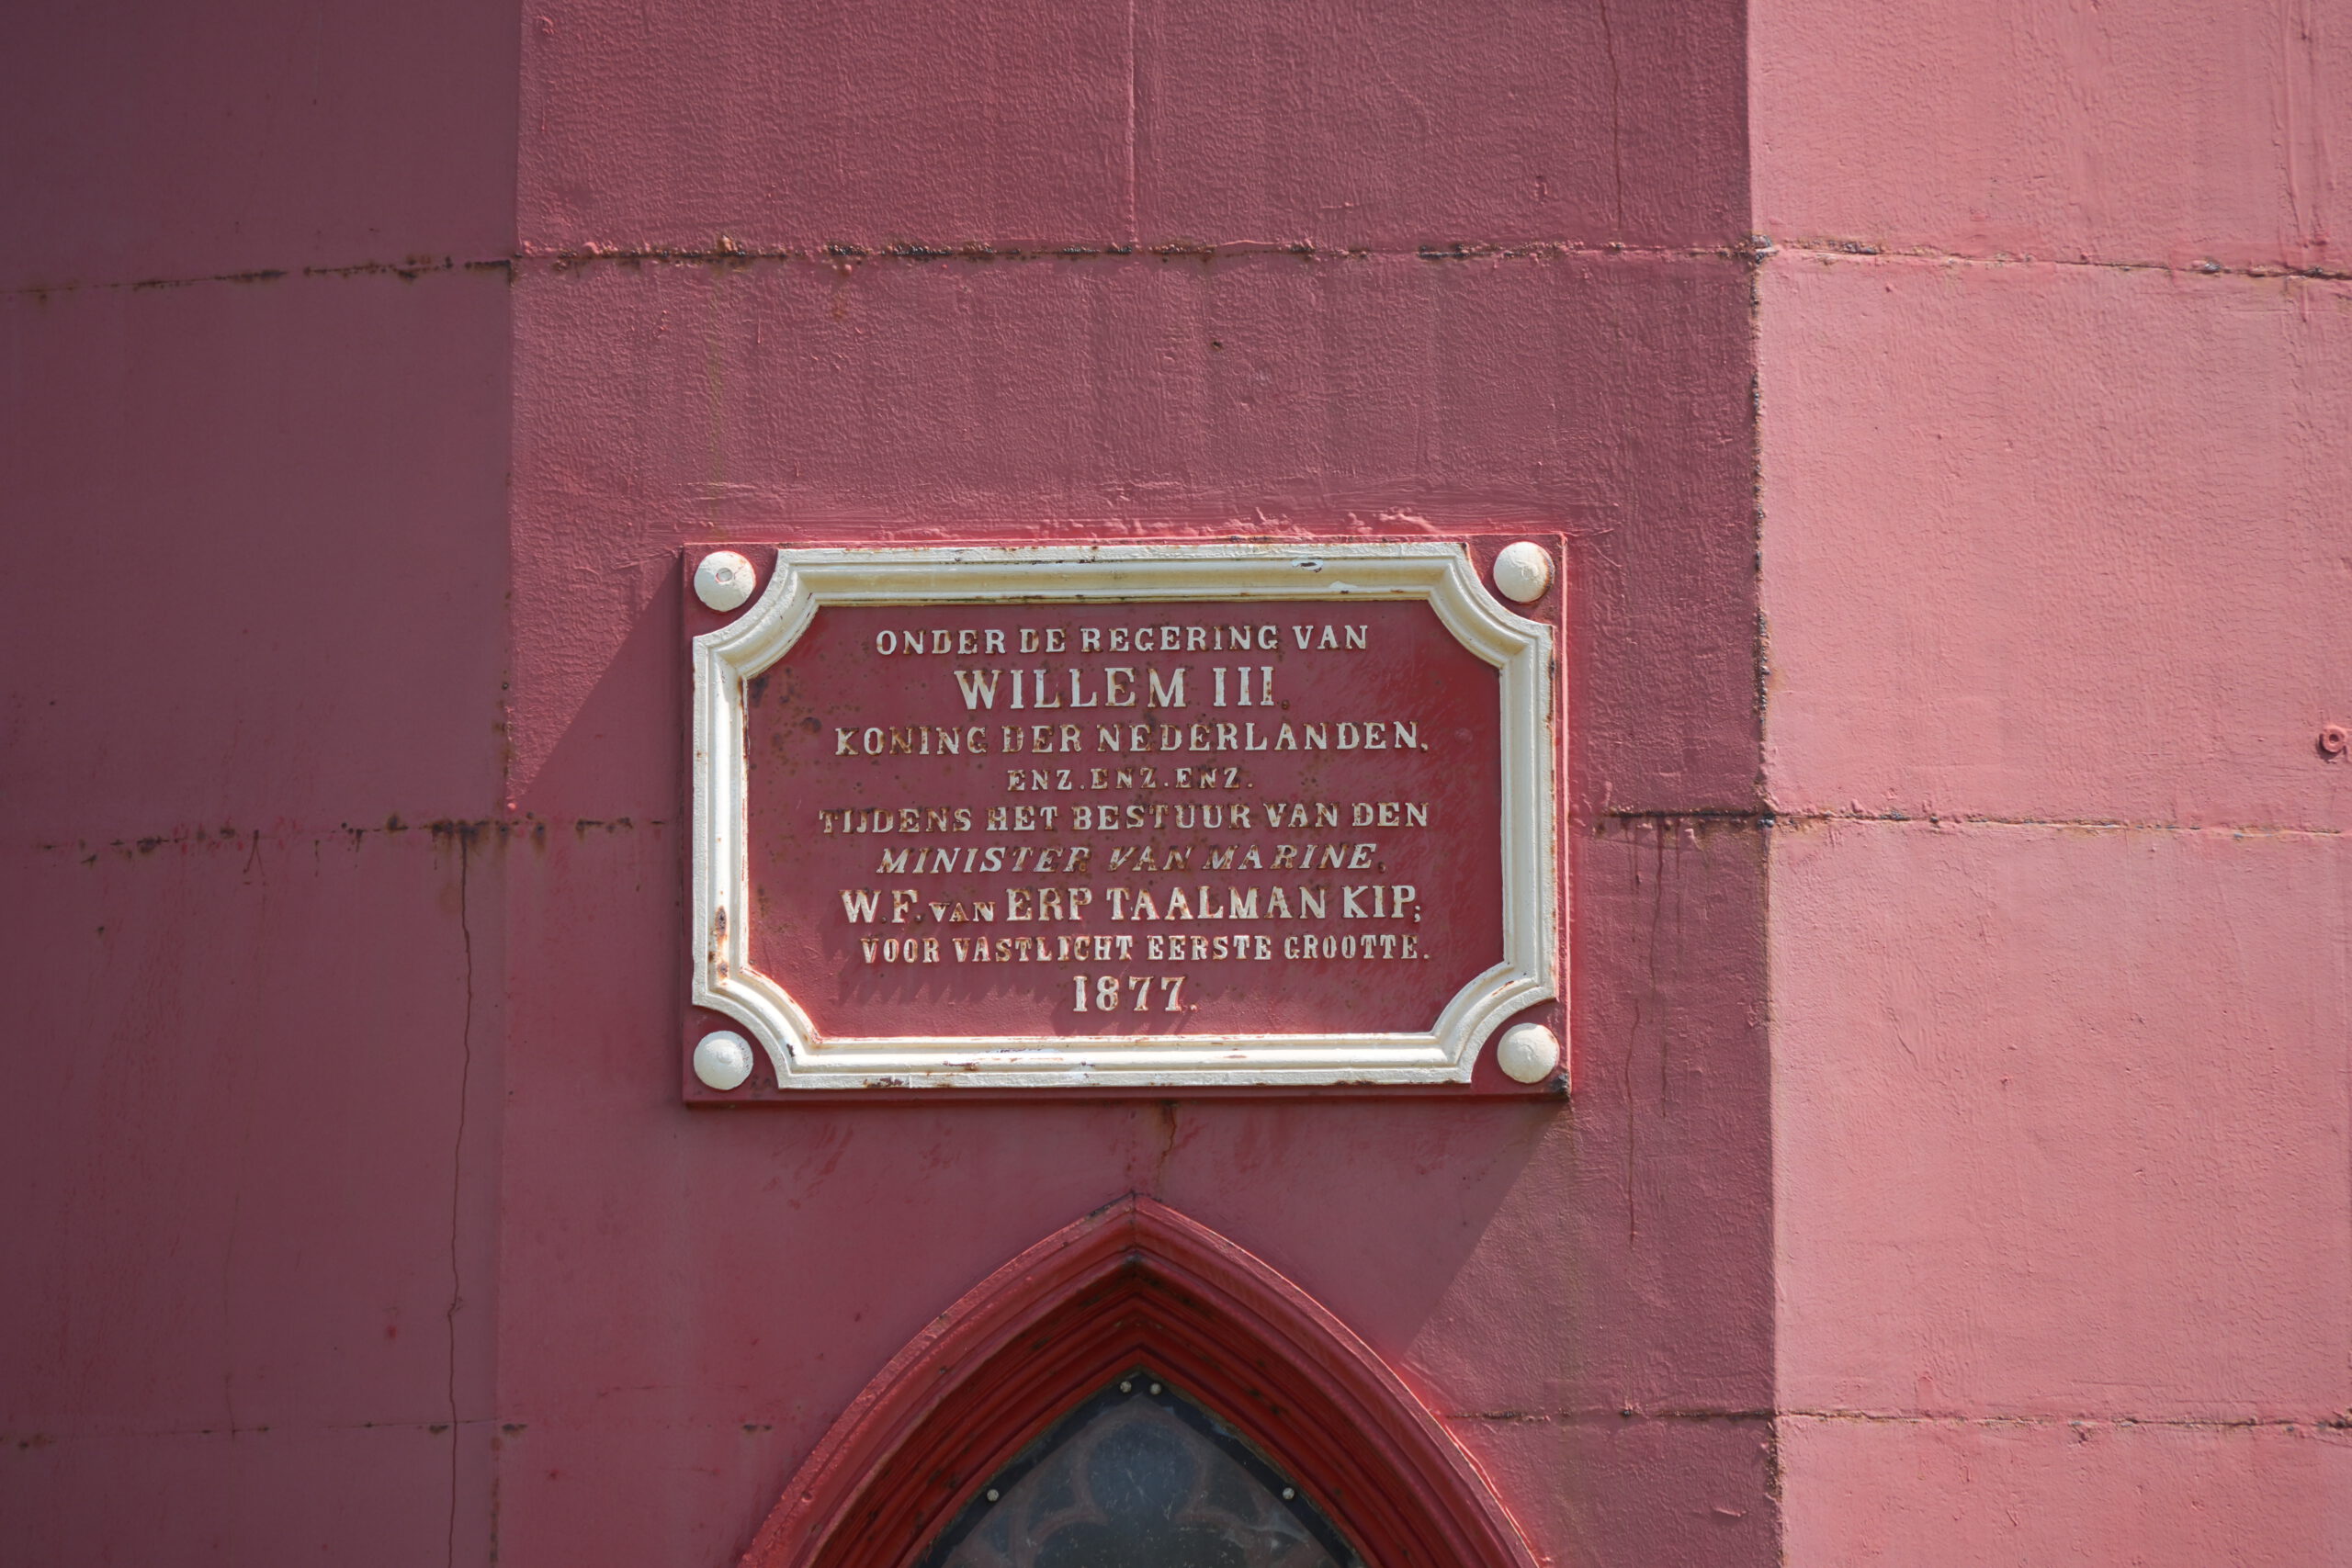 ONDER DE REGERING VAN
WILLEM III.
KONING DER NEDERLANDEN,
ENZ. ENZ. ENZ.
TIJDENS HET BESTUUR VAN DEN
MINISTER VAN MARINE,
W. F. VAN ERP TAALMAN KIP;
VOOR VASTLICHT EERSTE GROOTTE.
1877.